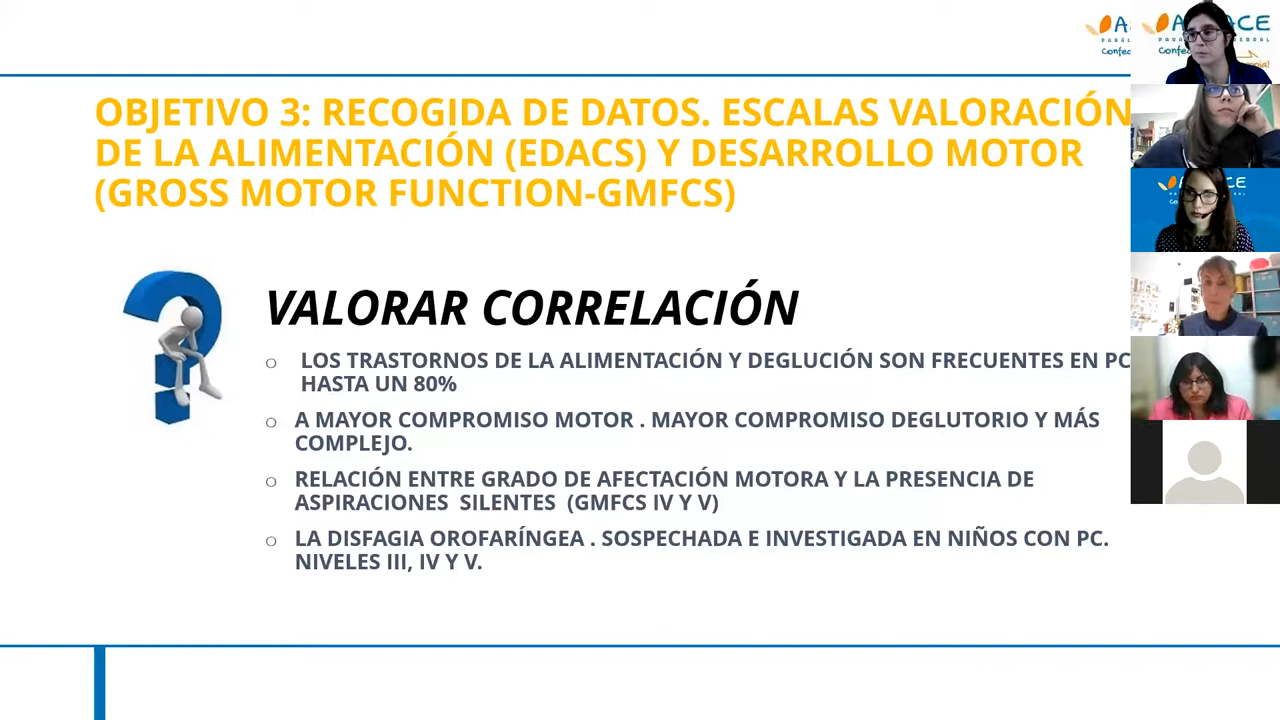 OBJETIVO 3: RECOGIDA DE DATOS. ESCALAS VALORACIÓN
DE LA ALIMENTACIÓN (EDACS) Y DESARROLLO MOTOR
(GROSS MOTOR FUNCTION-GMFCS)
VALORAR CORRELACIÓN
LOS TRASTORNOS DE LA ALIMENTACIÓN Y DEGLUCIÓN SON FRECUENTES EN PC
HASTA UN 80%
A MAYOR COMPROMISO MOTOR . MAYOR COMPROMISO DEGLUTORIO Y MÁS
COMPLEJO.
RELACIÓN ENTRE GRADO DE AFECTACIÓN MOTORA Y LA PRESENCIA DE
ASPIRACIONES SILENTES (GMFCS IV Y V)
LA DISFAGIA OROFARÍNGEA . SOSPECHADA E INVESTIGADA EN NIÑOS CON PC.
NIVELES III, IV Y V.